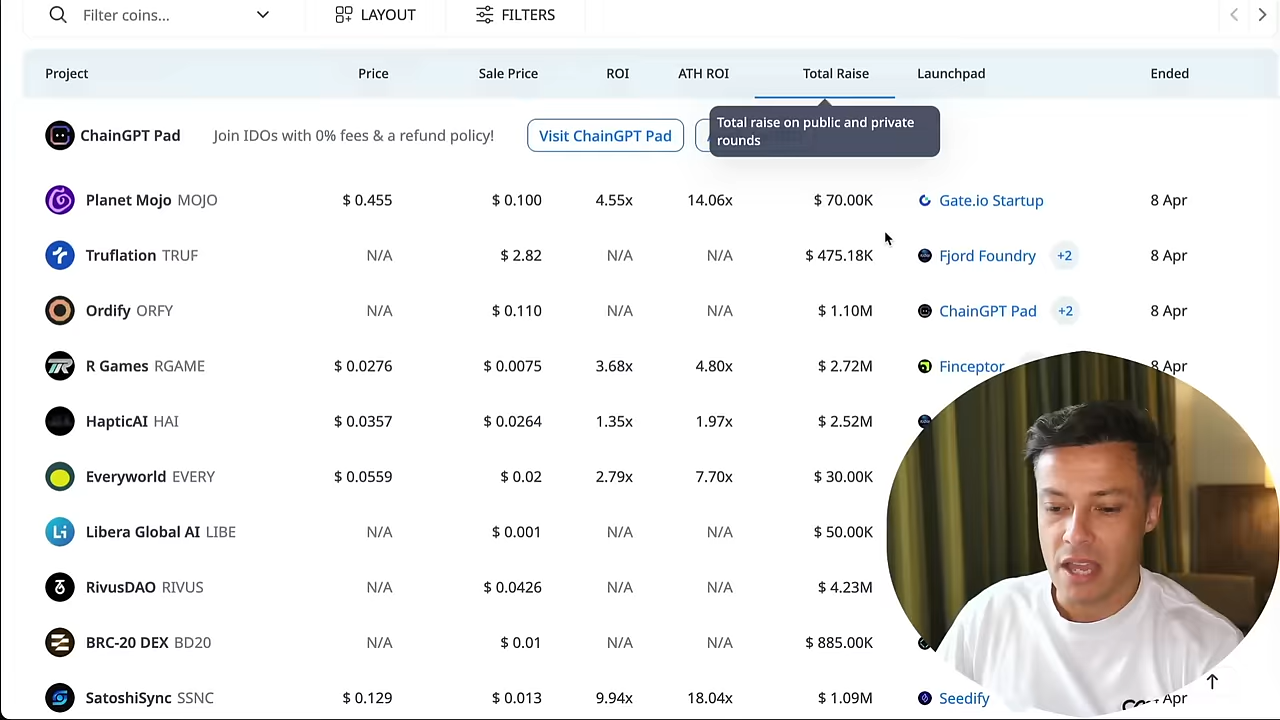 Filter coins... LAYOUT FILTERS
Project Price Sale Price ROI ATH ROI Total Raise Launchpad Ended
Total raise on public and private
rounds
ChainGPT Pad Join IDOs with 0% fees & a refund policy! Visit ChainGPT Pad
Planet Mojo MOJO $ 0.455 $ 0.100 4.55x 14.06x $ 70.00K Gate.io Startup 8 Apr
Truflation TRUF N/A $ 2.82 N/A N/A $ 475.18K Fjord Foundry +2 8 Apr
Ordify ORFY N/A $ 0.110 N/A N/A $ 1.10M ChainGPT Pad +2 8 Apr
R Games RGAME $ 0.0276 $ 0.0075 3.68x 4.80x $ 2.72M Finceptor 8 Apr
HapticAI HAI $ 0.0357 $ 0.0264 1.35x 1.97x $ 2.52M
Everyworld EVERY $ 0.0559 $ 0.02 2.79x 7.70x $ 30.00K
Libera Global AI LIBE N/A $ 0.001 N/A N/A $ 50.00K
RivusDAO RIVUS N/A $ 0.0426 N/A N/A $ 4.23M
BRC-20 DEX BD20 N/A $ 0.01 N/A N/A $ 885.00K
SatoshiSync SSNC $ 0.129 $ 0.013 9.94x 18.04x $ 1.09M Seedify Apr